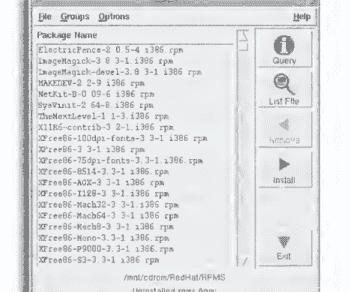 File Groups Options Help
Package Name
ElectricFence-2 0.5-4 i386.rpm
ImageMagick-3 8 3-1.i386 rpm
ImageMagick-devel-3.8 3-1 i386 rpm
MAKEDEV-2 2-9 i386 rpm
NetKit-B-0 09-6 i386 rpm
SysVinit-2 64-8 i386 rpm
TheNextLevel-1 1-3.i386 rpm
X11R6-contrib-3 2-1.i386 rpm
XFree86-100dpi-fonts-3 3-1 i386 rpm
XFree86-3 3-1 i386 rpm
XFree86-75dpi-fonts-3.3-1.i386 rpm
XFree86-8514-3.3-1 i386 rpm
XFree86-AGX-3 3-1 i386 rpm
XFree86-I128-3 3-1 i386 rpm
XFree86-Mach32-3 3-1 i386 rpm
XFree86-Mach64-3 3-1 i386 rpm
XFree86-Mach8-3 3-1 i386 rpm
XFree86-Mono-3.3-1 i386 rpm
XFree86-P9000-3.3-1 i386 rpm
XFree86-S3-3.3-1 i386 rpm
Query
List File
Remove
Install
Exit
/mnt/cdrom/RedHat/RPMS
Uninstalled rpms from: